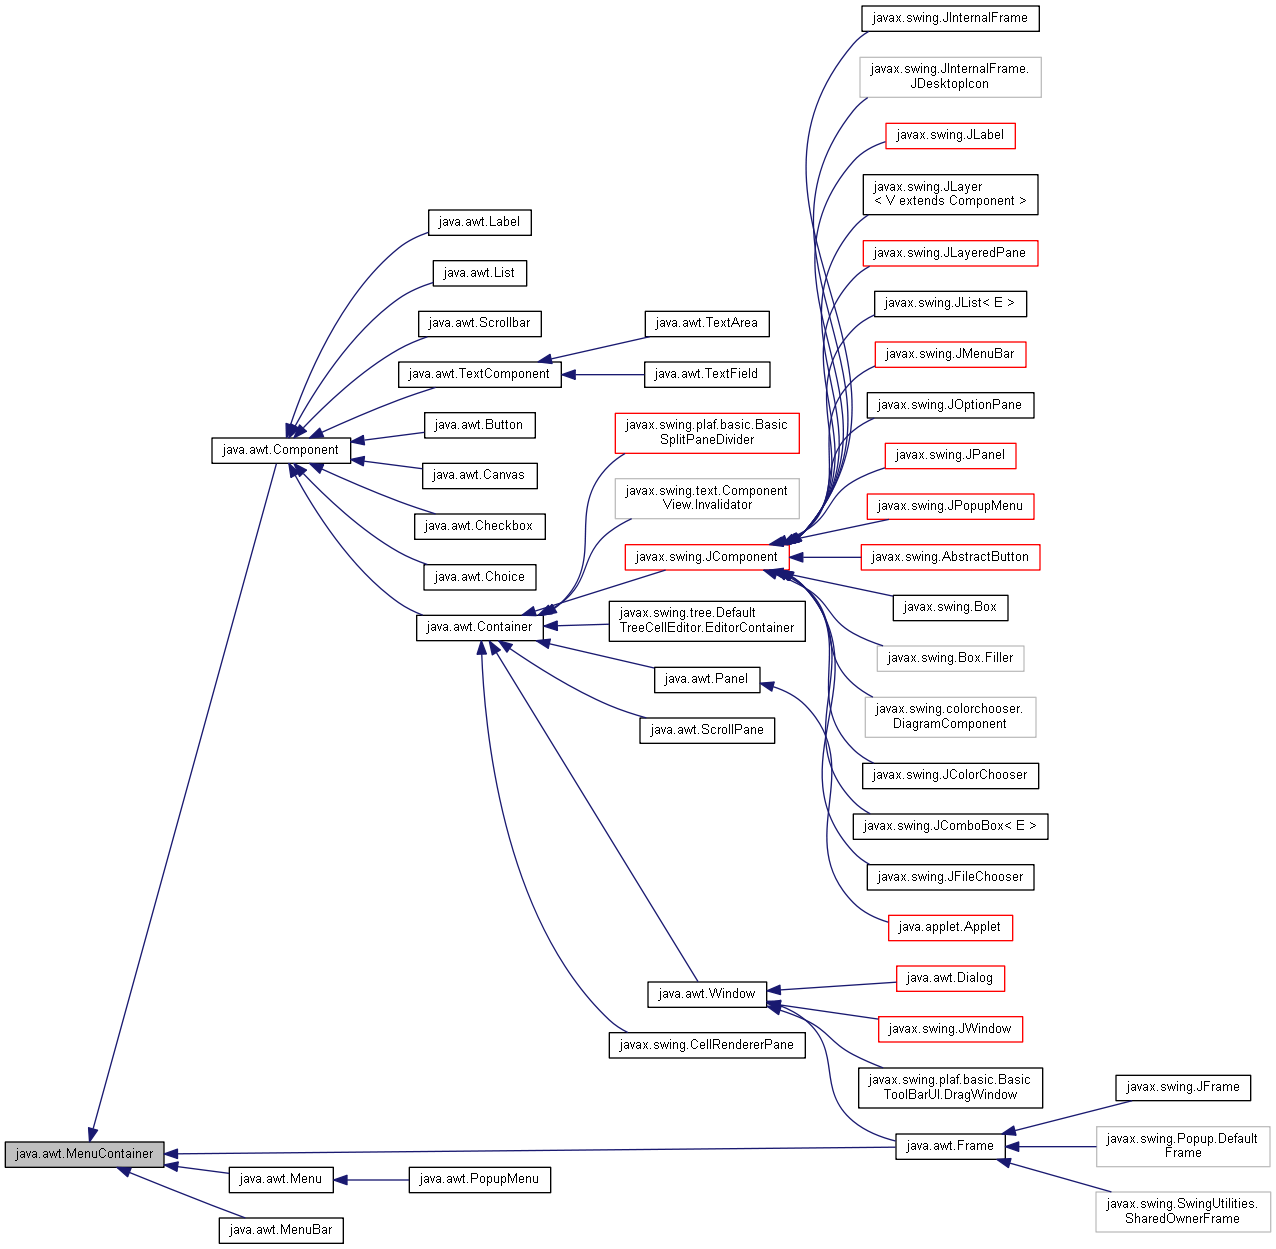 javax.swing.JInternalFrame
javax.swing.JInternalFrame.
JDesktopIcon
javax.swing.JLabel
javax.swing.JLayer
< V extends Component >
java.awt.Label
javax.swing.JLayeredPane
java.awt.List
javax.swing.JList< E >
java.awt.Scrollbar
java.awt.TextArea
javax.swing.JMenuBar
java.awt.TextComponent
java.awt.TextField
javax.swing.JOptionPane
java.awt.Button
javax.swing.plaf.basic.Basic
SplitPaneDivider
java.awt.Component
javax.swing.JPanel
java.awt.Canvas
javax.swing.text.Component
View.Invalidator
javax.swing.JPopupMenu
java.awt.Checkbox
javax.swing.JComponent
javax.swing.AbstractButton
java.awt.Choice
javax.swing.Box
java.awt.Container
javax.swing.tree.Default
TreeCellEditor.EditorContainer
javax.swing.Box.Filler
java.awt.Panel
javax.swing.colorchooser.
DiagramComponent
java.awt.ScrollPane
javax.swing.JColorChooser
javax.swing.JComboBox< E >
javax.swing.JFileChooser
java.applet.Applet
java.awt.Dialog
java.awt.Window
javax.swing.JWindow
javax.swing.CellRendererPane
javax.swing.plaf.basic.Basic
ToolBarUI.DragWindow
javax.swing.JFrame
java.awt.MenuContainer
java.awt.Frame
javax.swing.Popup.Default
Frame
java.awt.Menu
java.awt.PopupMenu
javax.swing.SwingUtilities.
SharedOwnerFrame
java.awt.MenuBar